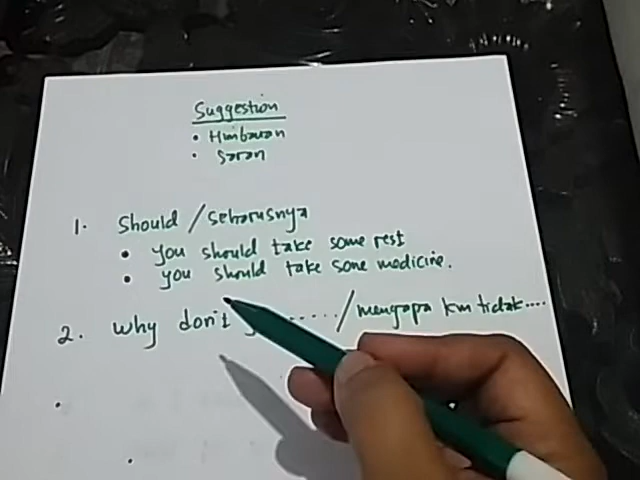 Suggestion
• Himbauan
• Saran
1. Should / seharusnya
• you should take some rest
• you should take some medicine.
2. why don't y...... / mengapa km tidak....